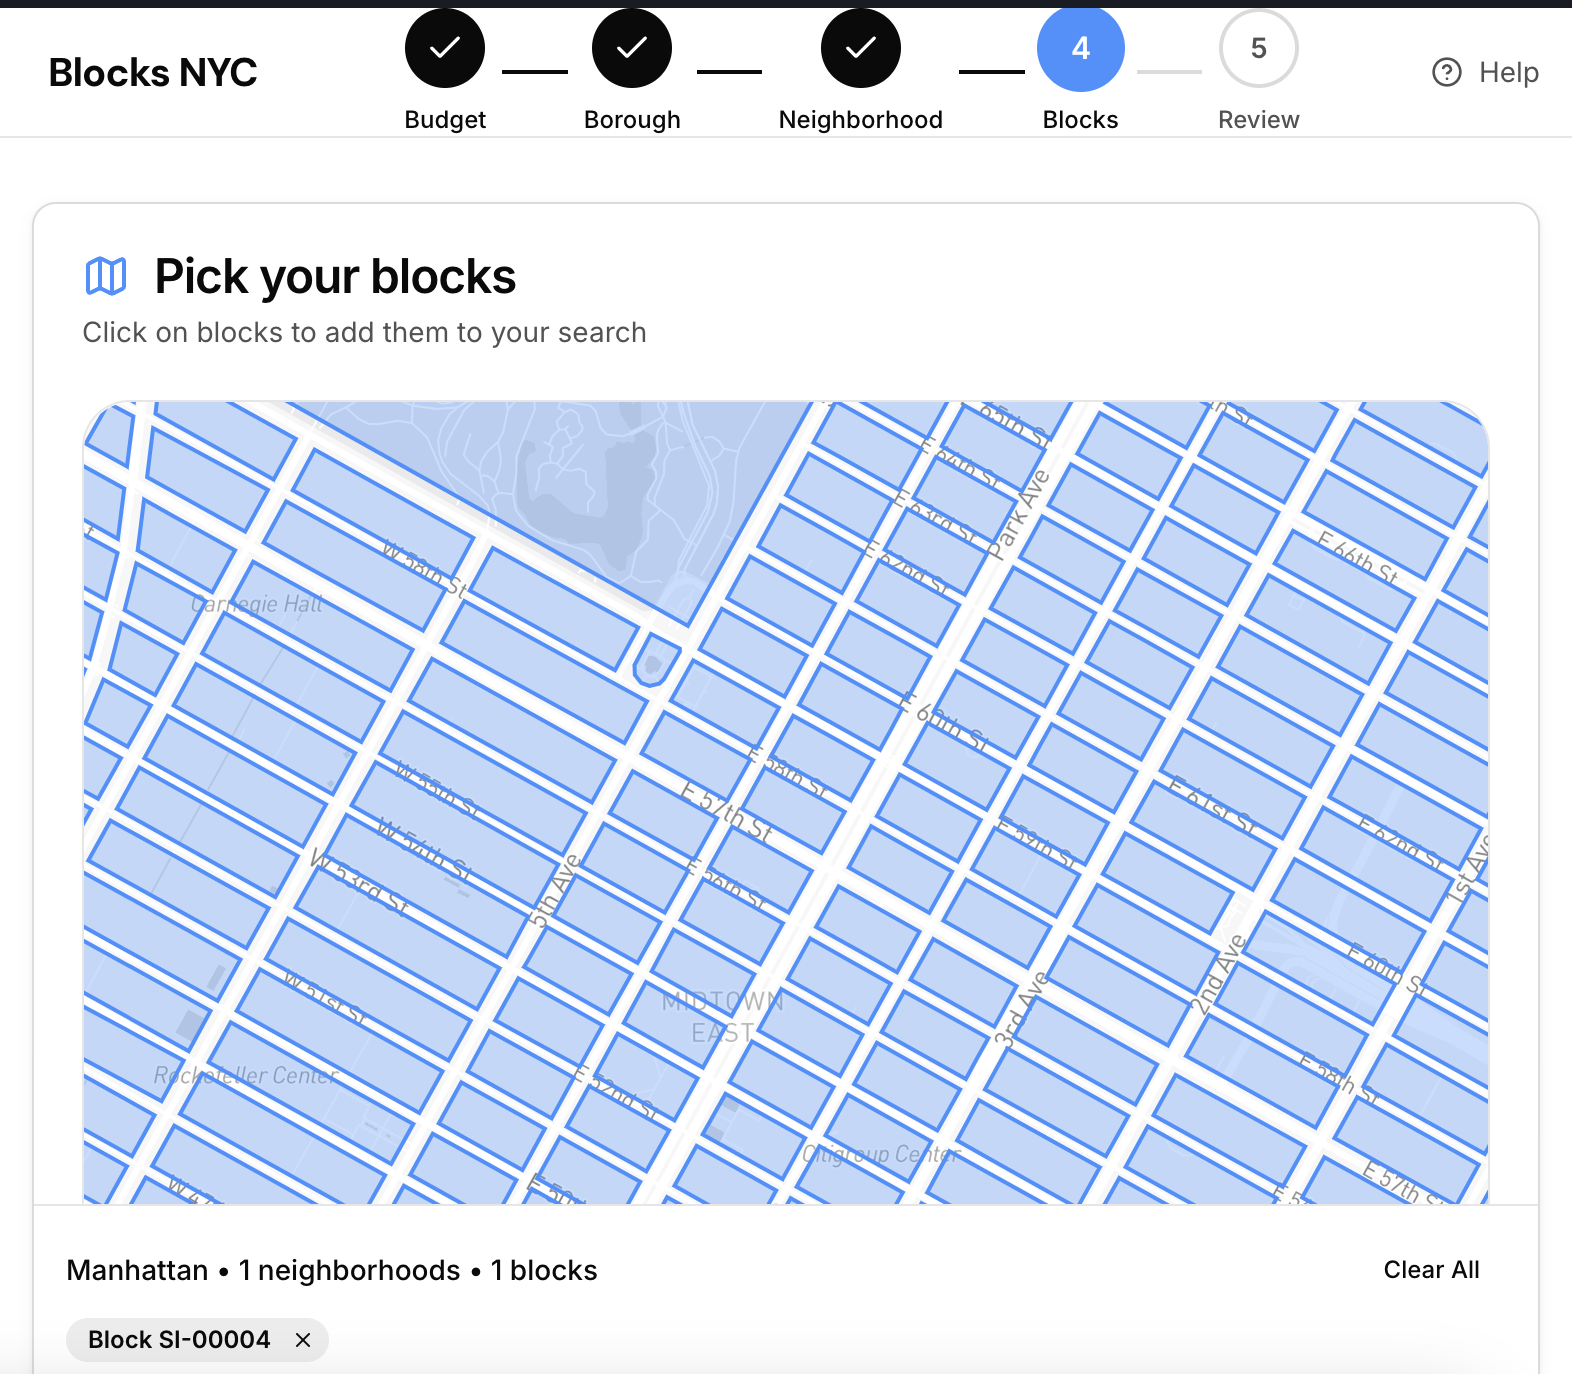 Blocks NYC
4
5
Help
Budget
Borough
Neighborhood
Blocks
Review
Pick your blocks
Click on blocks to add them to your search
65th St
E 64th St
E 63rd St
Park Ave
E 62nd St
E 66th St
W 58th St
Carnegie Hall
E 60th St
E 58th St
E 57th St
W 55th St
E 61st St
W 54th St
E 59th St
E 62nd St
W 53rd St
5th Ave
E 56th St
1st Ave
2nd Ave
E 60th St
W 51st St
MIDTOWN
EAST
3rd Ave
Rockefeller Center
E 52nd St
E 58th St
Citigroup Center
E 57th St
Manhattan • 1 neighborhoods • 1 blocks
Clear All
Block SI-00004